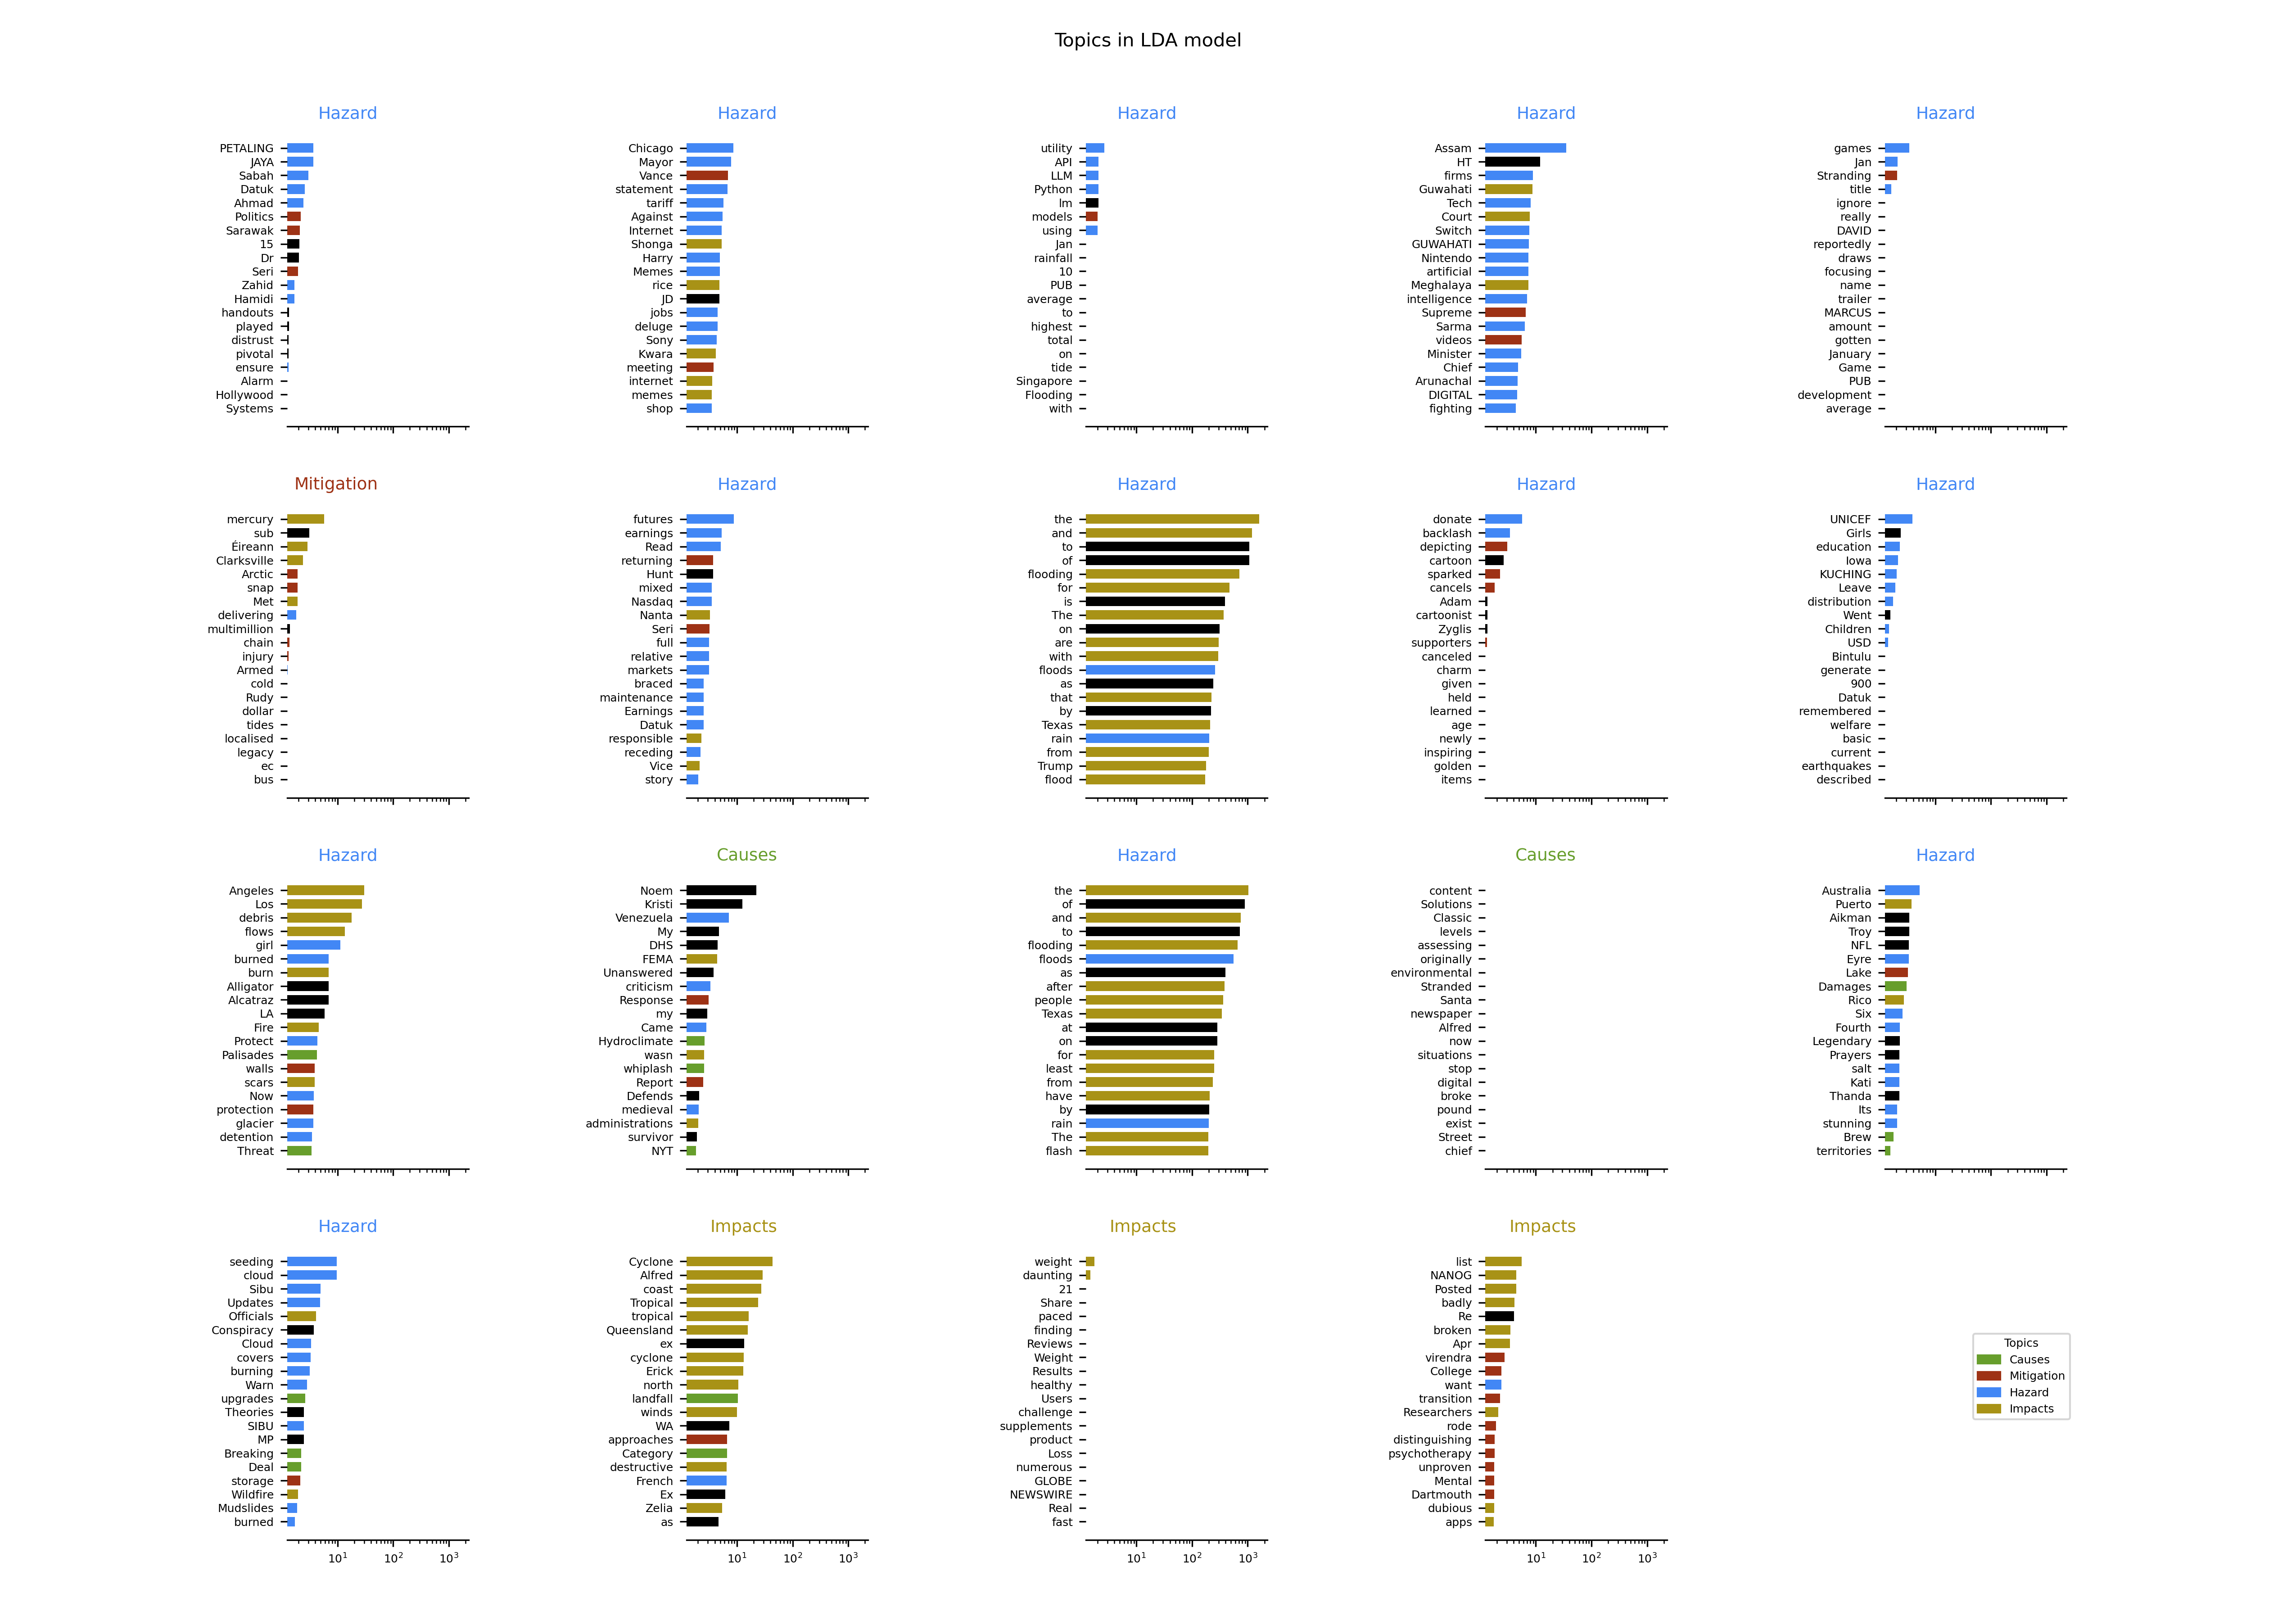 Topics in LDA model
Hazard
PETALING
JAYA
Sabah
Datuk
Ahmad
Politics
Sarawak
15
Dr
Seri
Zahid
Hamidi
handouts
played
distrust
pivotal
ensure
Alarm
Hollywood
Systems
Hazard
Chicago
Mayor
Vance
statement
tariff
Against
Internet
Shonga
Harry
Memes
rice
JD
jobs
deluge
Sony
Kwara
meeting
internet
memes
shop
Hazard
utility
API
LLM
Python
lm
models
using
Jan
rainfall
10
PUB
average
to
highest
total
on
tide
Singapore
Flooding
with
Hazard
Assam
HT
firms
Guwahati
Tech
Court
Switch
GUWAHATI
Nintendo
artificial
Meghalaya
intelligence
Supreme
Sarma
videos
Minister
Chief
Arunachal
DIGITAL
fighting
Hazard
games
Jan
Stranding
title
ignore
really
DAVID
reportedly
draws
focusing
name
trailer
MARCUS
amount
gotten
January
Game
PUB
development
average
Mitigation
mercury
sub
Éireann
Clarksville
Arctic
snap
Met
delivering
multimillion
chain
injury
Armed
cold
Rudy
dollar
tides
localised
legacy
ec
bus
Hazard
futures
earnings
Read
returning
Hunt
mixed
Nasdaq
Nanta
Seri
full
relative
markets
braced
maintenance
Earnings
Datuk
responsible
receding
Vice
story
Hazard
the
and
to
of
flooding
for
is
The
on
are
with
floods
as
that
by
Texas
rain
from
Trump
flood
Hazard
donate
backlash
depicting
cartoon
sparked
cancels
Adam
cartoonist
Zyglis
supporters
canceled
charm
given
held
learned
age
newly
inspiring
golden
items
Hazard
UNICEF
Girls
education
Iowa
KUCHING
Leave
distribution
Went
Children
USD
Bintulu
generate
900
Datuk
remembered
welfare
basic
current
earthquakes
described
Hazard
Angeles
Los
debris
flows
girl
burned
burn
Alligator
Alcatraz
LA
Fire
Protect
Palisades
walls
scars
Now
protection
glacier
detention
Threat
Causes
Noem
Kristi
Venezuela
My
DHS
FEMA
Unanswered
criticism
Response
my
Came
Hydroclimate
wasn
whiplash
Report
Defends
medieval
administrations
survivor
NYT
Hazard
the
of
and
to
flooding
floods
as
after
people
Texas
at
on
for
least
from
have
by
rain
The
flash
Causes
content
Solutions
Classic
levels
assessing
originally
environmental
Stranded
Santa
newspaper
Alfred
now
situations
stop
digital
broke
pound
exist
Street
chief
Hazard
Australia
Puerto
Aikman
Troy
NFL
Eyre
Lake
Damages
Rico
Six
Fourth
Legendary
Prayers
salt
Kati
Thanda
Its
stunning
Brew
territories
Hazard
seeding
cloud
Sibu
Updates
Officials
Conspiracy
Cloud
covers
burning
Warn
upgrades
Theories
SIBU
MP
Breaking
Deal
storage
Wildfire
Mudslides
burned
10¹ 10² 10³
Impacts
Cyclone
Alfred
coast
Tropical
tropical
Queensland
ex
cyclone
Erick
north
landfall
winds
WA
approaches
Category
destructive
French
Ex
Zelia
as
10¹ 10² 10³
Impacts
weight
daunting
21
Share
paced
finding
Reviews
Weight
Results
healthy
Users
challenge
supplements
product
Loss
numerous
GLOBE
NEWSWIRE
Real
fast
10¹ 10² 10³
Impacts
list
NANOG
Posted
badly
Re
broken
Apr
virendra
College
want
transition
Researchers
rode
distinguishing
psychotherapy
unproven
Mental
Dartmouth
dubious
apps
10¹ 10² 10³
Topics
Causes
Mitigation
Hazard
Impacts